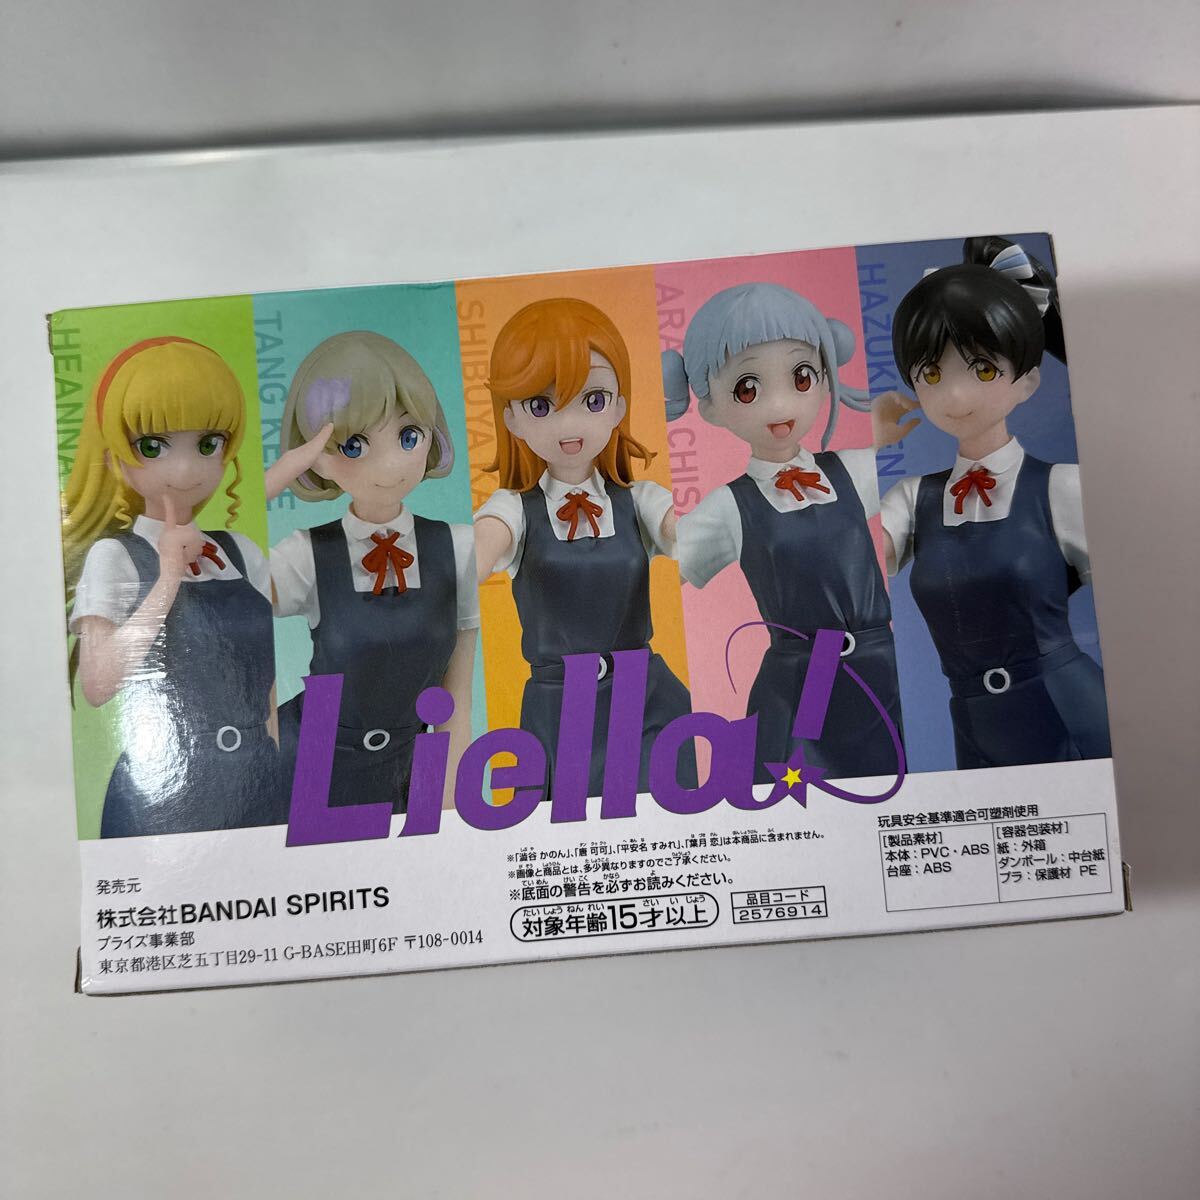 HEANNA
TANG KE
SHIBUYA KA
ARA CHISA
HAZUKI EN
Liella!
発売元
株式会社BANDAI SPIRITS
プライズ事業部
東京都港区芝五丁目29-11 G-BASE田町6F 〒108-0014
※「澁谷 かのん」、「唐 可可」、「平安名 すみれ」、「葉月 恋」は本商品に含まれません。
※画像と商品とは、多少異なりますのでご了承ください。
※底面の警告を必ずお読みください。
対象年齢15才以上
品目コード
2576914
玩具安全基準適合可塑剤使用
[製品素材]
本体：PVC・ABS
台座：ABS
[容器包装材]
紙：外箱
ダンボール：中台紙
プラ：保護材 PE